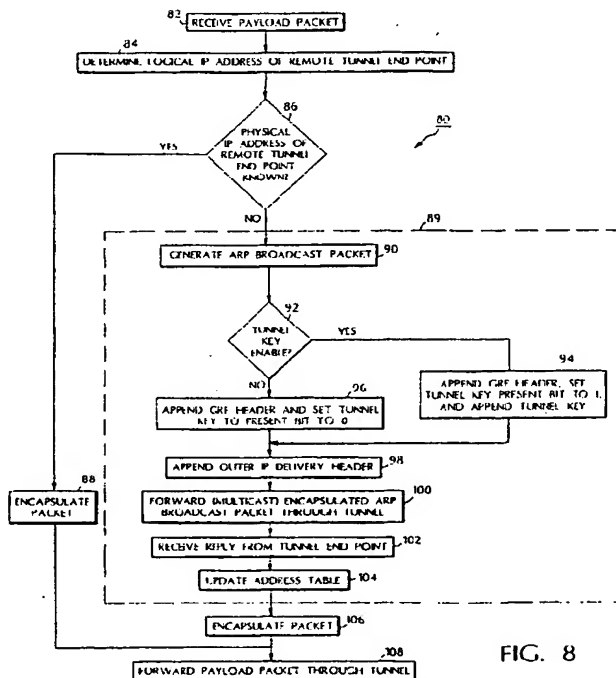 82
RECEIVE PAYLOAD PACKET
84
DETERMINE LOGICAL IP ADDRESS OF REMOTE TUNNEL END POINT
86
PHYSICAL
IP ADDRESS OF
REMOTE TUNNEL
END POINT
KNOWN?
YES
80
NO
89
GENERATE ARP BROADCAST PACKET
90
92
TUNNEL
KEY
ENABLE?
YES
94
NO
96
APPEND GRE HEADER, SET
TUNNEL KEY PRESENT BIT TO 1,
AND APPEND TUNNEL KEY
APPEND GRE HEADER AND SET TUNNEL
KEY TO PRESENT BIT TO 0
APPEND OUTER IP DELIVERY HEADER
98
88
ENCAPSULATE
PACKET
FORWARD (MULTICAST) ENCAPSULATED ARP
BROADCAST PACKET THROUGH TUNNEL
100
RECEIVE REPLY FROM TUNNEL END POINT
102
UPDATE ADDRESS TABLE
104
ENCAPSULATE PACKET
106
108
FORWARD PAYLOAD PACKET THROUGH TUNNEL
FIG. 8